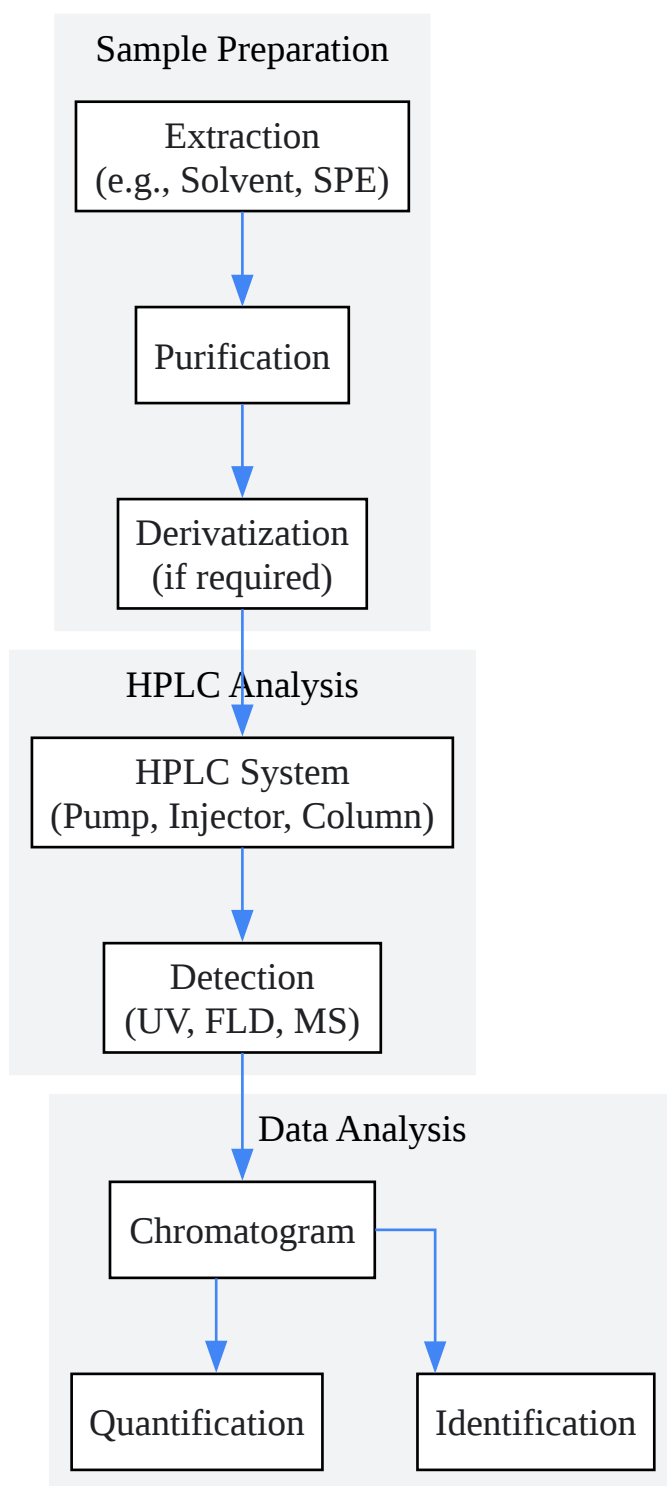 Sample Preparation
Extraction
(e.g., Solvent, SPE)
Purification
Derivatization
(if required)
HPLC Analysis
HPLC System
(Pump, Injector, Column)
Detection
(UV, FLD, MS)
Data Analysis
Chromatogram
Quantification
Identification